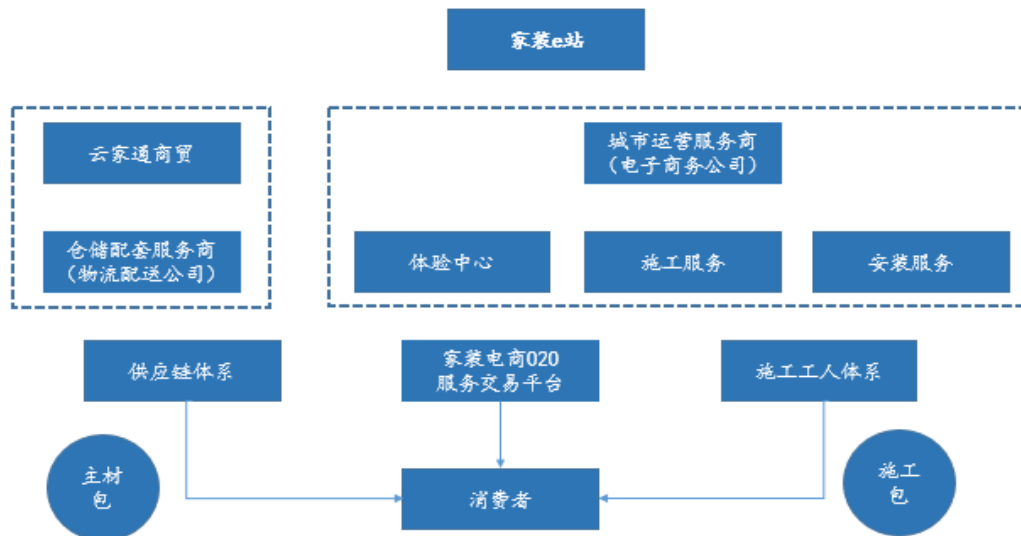 家装e站
云家通商贸
城市运营服务商
（电子商务公司）
仓储配套服务商
（物流配送公司）
体验中心
施工服务
安装服务
供应链体系
家装电商020
服务交易平台
施工工人体系
主材
包
消费者
施工
包